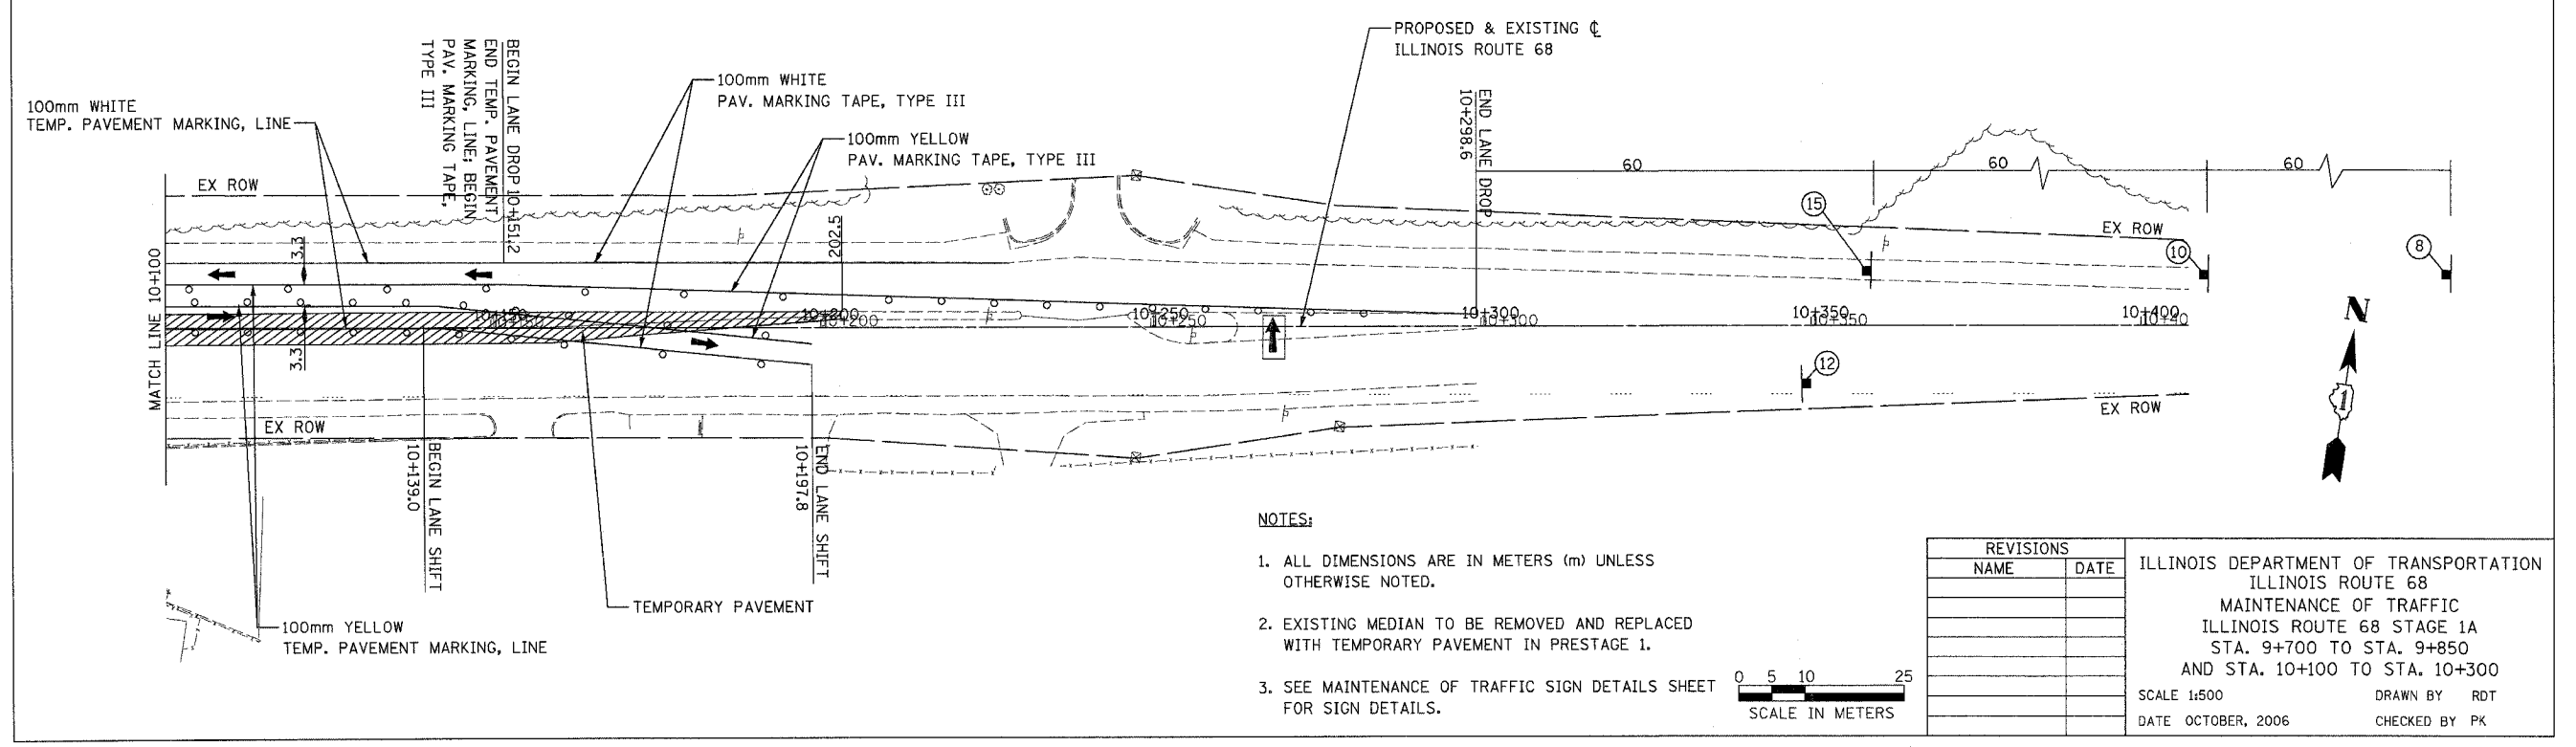 PROPOSED & EXISTING ℄
ILLINOIS ROUTE 68
100mm WHITE
TEMP. PAVEMENT MARKING, LINE
BEGIN LANE DROP 10+151.2
END TEMP. PAVEMENT
MARKING, LINE; BEGIN
PAV. MARKING TAPE,
TYPE III
100mm WHITE
PAV. MARKING TAPE, TYPE III
100mm YELLOW
PAV. MARKING TAPE, TYPE III
END LANE DROP
10+298.6
60
60
60
EX ROW
EX ROW
15
10
8
3.3
202.5
MATCH LINE 10+100
10+150
10+150
10+200
10+200
10+250
10+250
10+300
10+300
10+350
10+350
10+400
10+40
3.3
12
N
1
EX ROW
EX ROW
BEGIN LANE SHIFT
10+139.0
END LANE SHIFT
10+197.8
TEMPORARY PAVEMENT
100mm YELLOW
TEMP. PAVEMENT MARKING, LINE
NOTES:
1. ALL DIMENSIONS ARE IN METERS (m) UNLESS
OTHERWISE NOTED.
2. EXISTING MEDIAN TO BE REMOVED AND REPLACED
WITH TEMPORARY PAVEMENT IN PRESTAGE 1.
3. SEE MAINTENANCE OF TRAFFIC SIGN DETAILS SHEET
FOR SIGN DETAILS.
0 5 10 25
SCALE IN METERS
REVISIONS
NAME DATE
ILLINOIS DEPARTMENT OF TRANSPORTATION
ILLINOIS ROUTE 68
MAINTENANCE OF TRAFFIC
ILLINOIS ROUTE 68 STAGE 1A
STA. 9+700 TO STA. 9+850
AND STA. 10+100 TO STA. 10+300
SCALE 1:500 DRAWN BY RDT
DATE OCTOBER, 2006 CHECKED BY PK